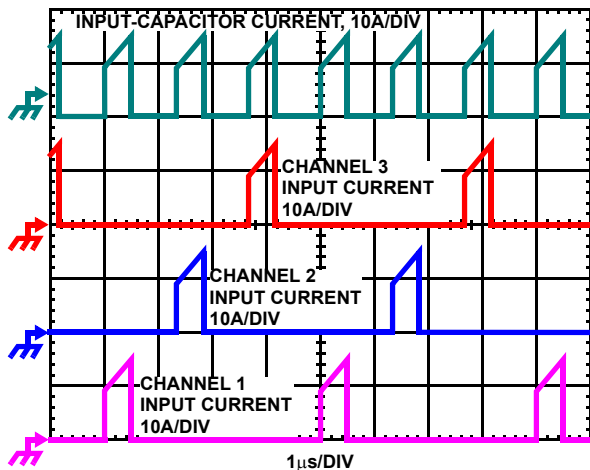 INPUT-CAPACITOR CURRENT, 10A/DIV
CHANNEL 3
INPUT CURRENT
10A/DIV
CHANNEL 2
INPUT CURRENT
10A/DIV
CHANNEL 1
INPUT CURRENT
10A/DIV
1μs/DIV